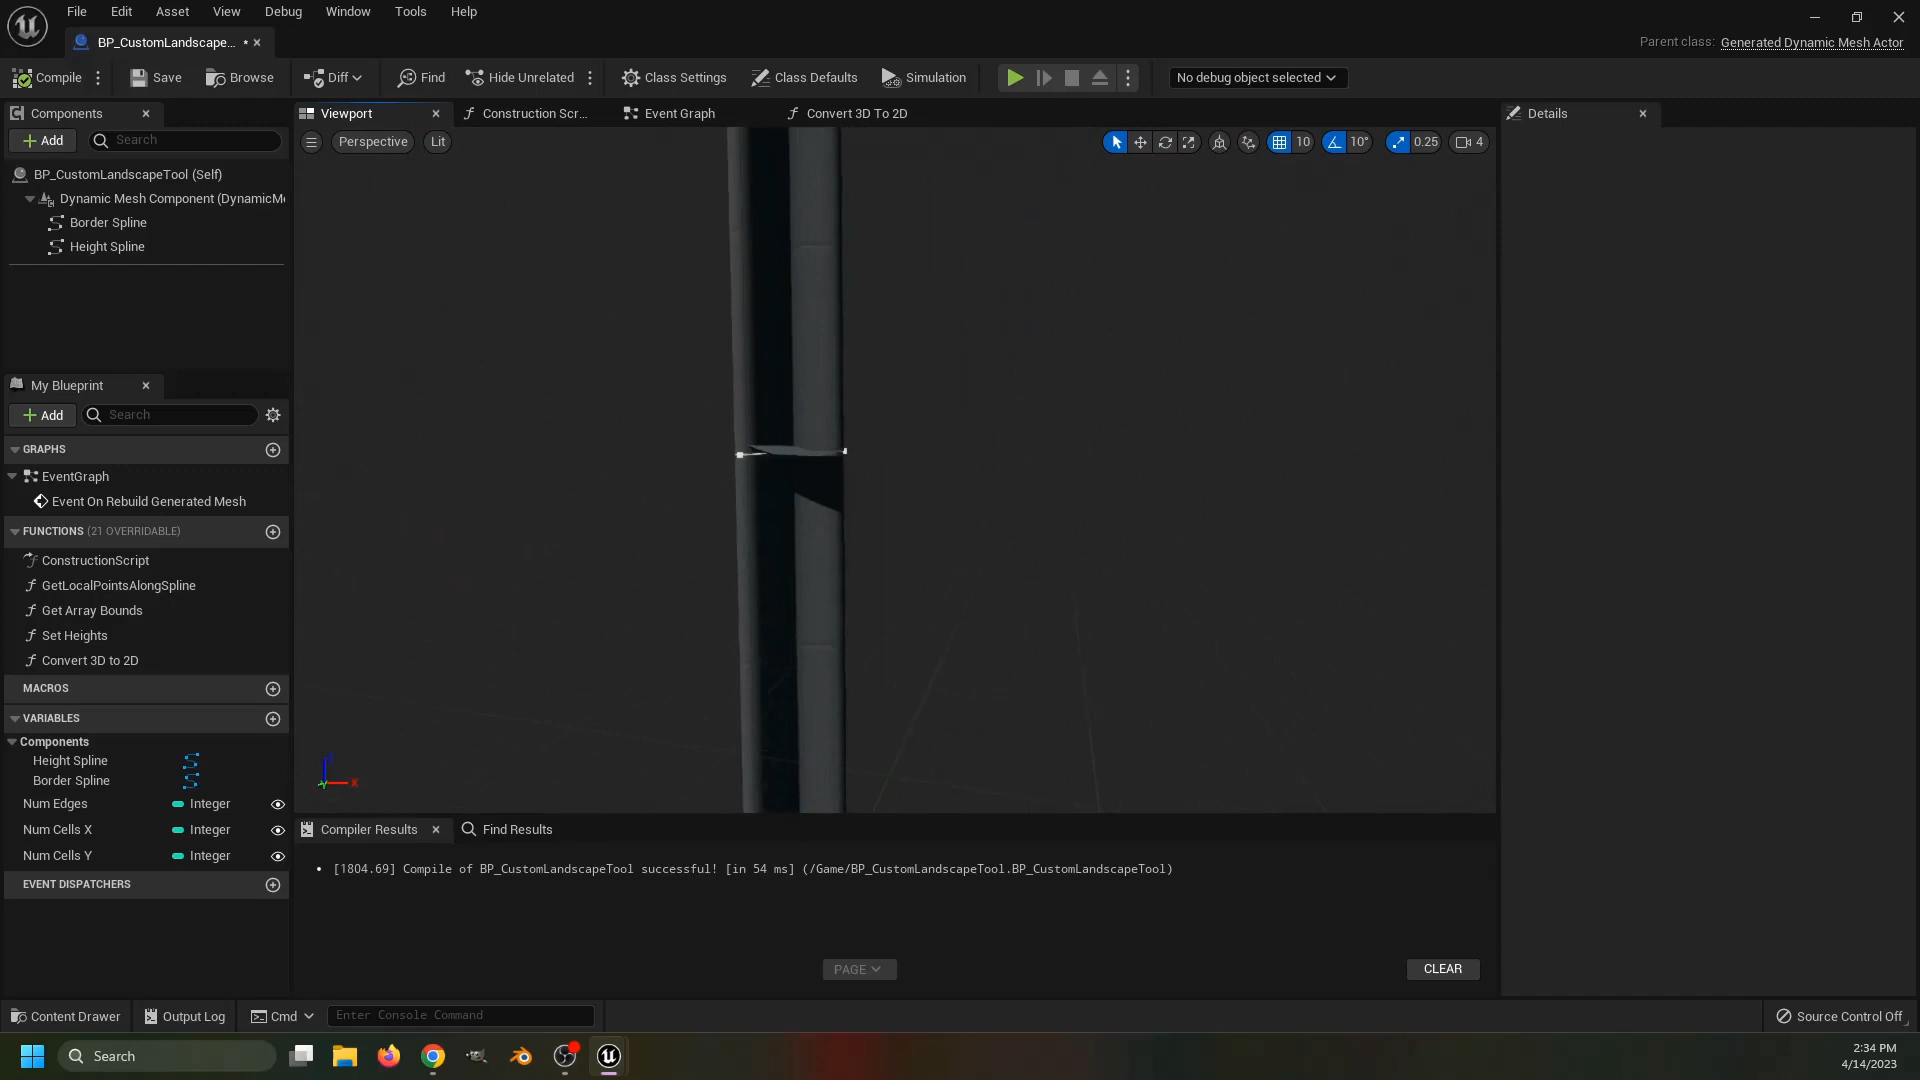 File Edit Asset View Debug Window Tools Help
BP_CustomLandscape... *
Parent class: Generated Dynamic Mesh Actor
Compile Save Browse Diff Find Hide Unrelated Class Settings Class Defaults Simulation No debug object selected
Components
Viewport
Construction Scr...
Event Graph
Convert 3D To 2D
Details
Add
Search
Perspective
Lit
10
10°
0.25
4
BP_CustomLandscapeTool (Self)
Dynamic Mesh Component (DynamicMe
Border Spline
Height Spline
My Blueprint
Add
Search
GRAPHS
EventGraph
Event On Rebuild Generated Mesh
FUNCTIONS (21 OVERRIDABLE)
ConstructionScript
GetLocalPointsAlongSpline
Get Array Bounds
Set Heights
Convert 3D to 2D
MACROS
VARIABLES
Components
Height Spline
Border Spline
Num Edges Integer
Num Cells X Integer
Num Cells Y Integer
EVENT DISPATCHERS
X
Compiler Results
Find Results
[1804.69] Compile of BP_CustomLandscapeTool successful! [in 54 ms] (/Game/BP_CustomLandscapeTool.BP_CustomLandscapeTool)
PAGE
CLEAR
Content Drawer
Output Log
Cmd
Enter Console Command
Source Control Off
Search
2:34 PM
4/14/2023